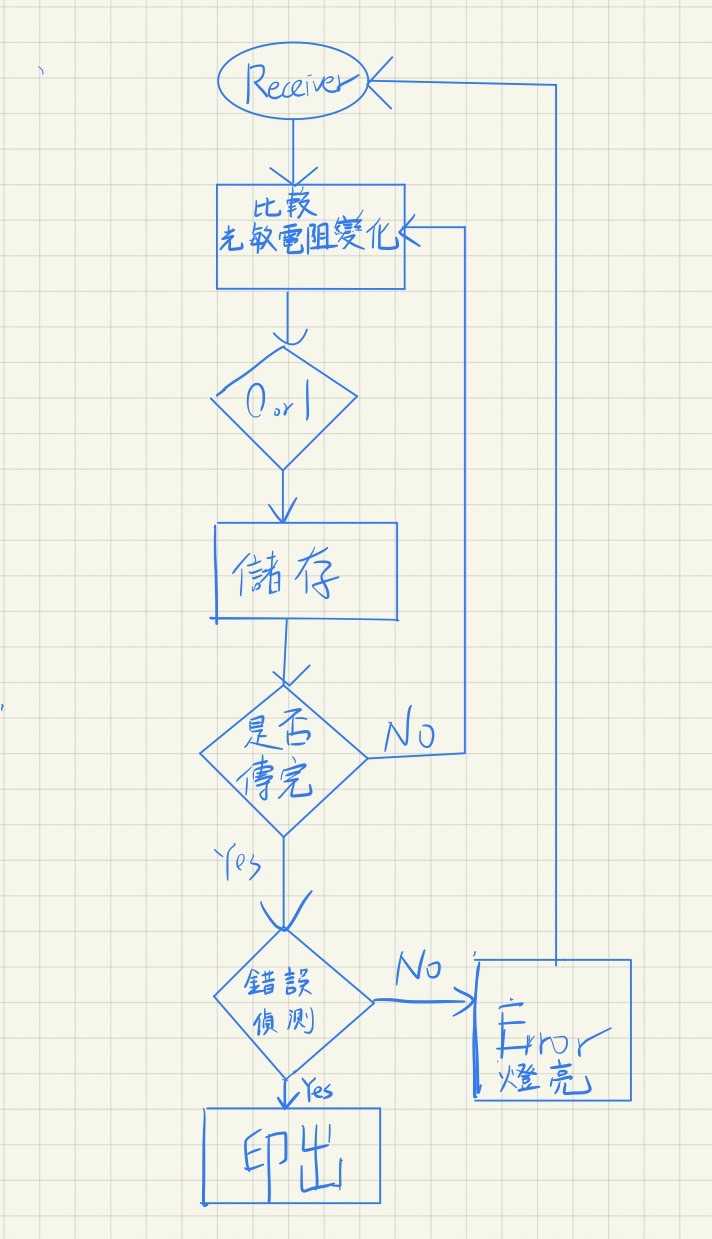 Receiver
比較
光敏電阻變化
0 or 1
儲存
是否
傳完
No
Yes
錯誤
偵測
No
Error
燈亮
Yes
印出